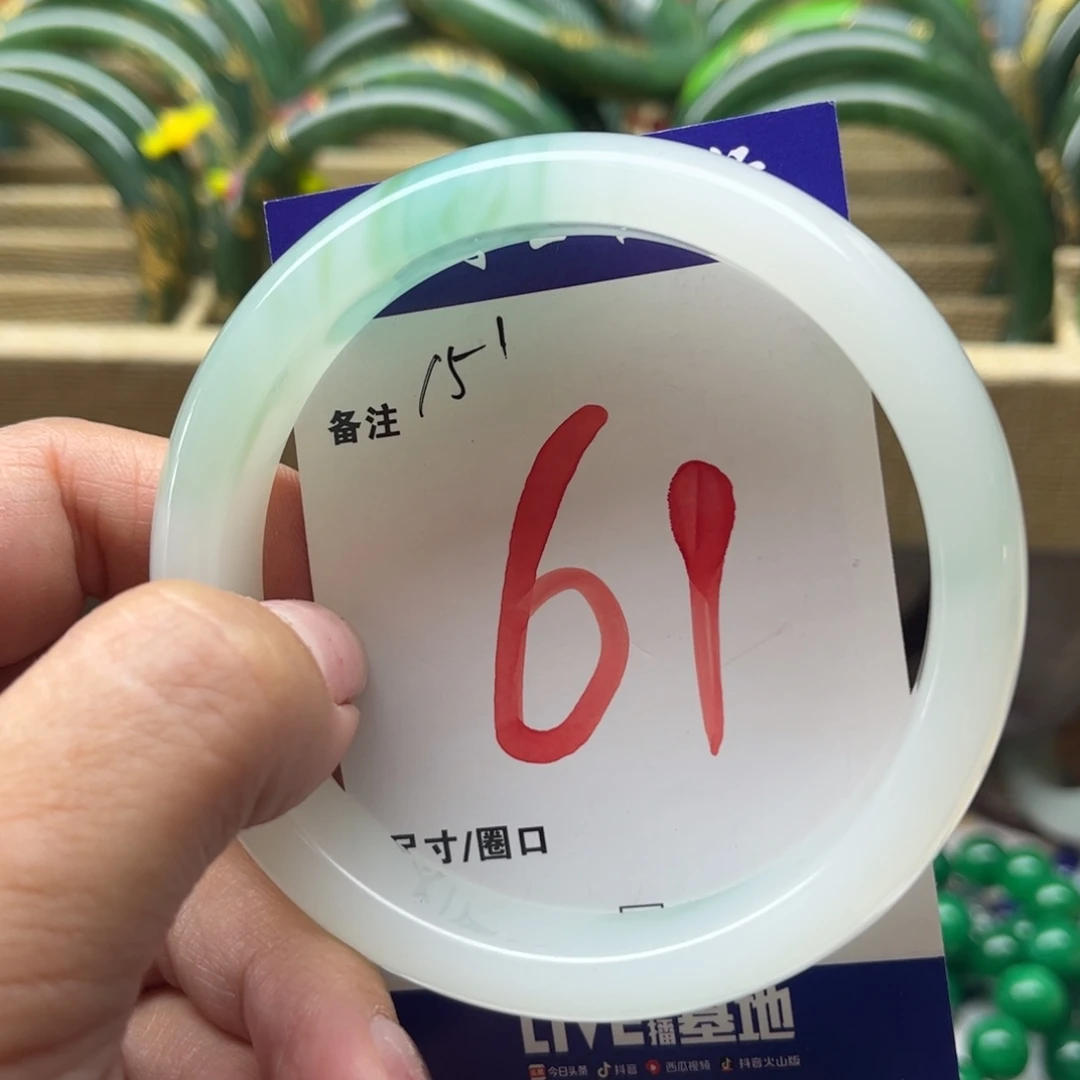 备注 151
61
尺寸/圈口
LIVE播基地
今日头条 抖音 西瓜视频 抖音火山版